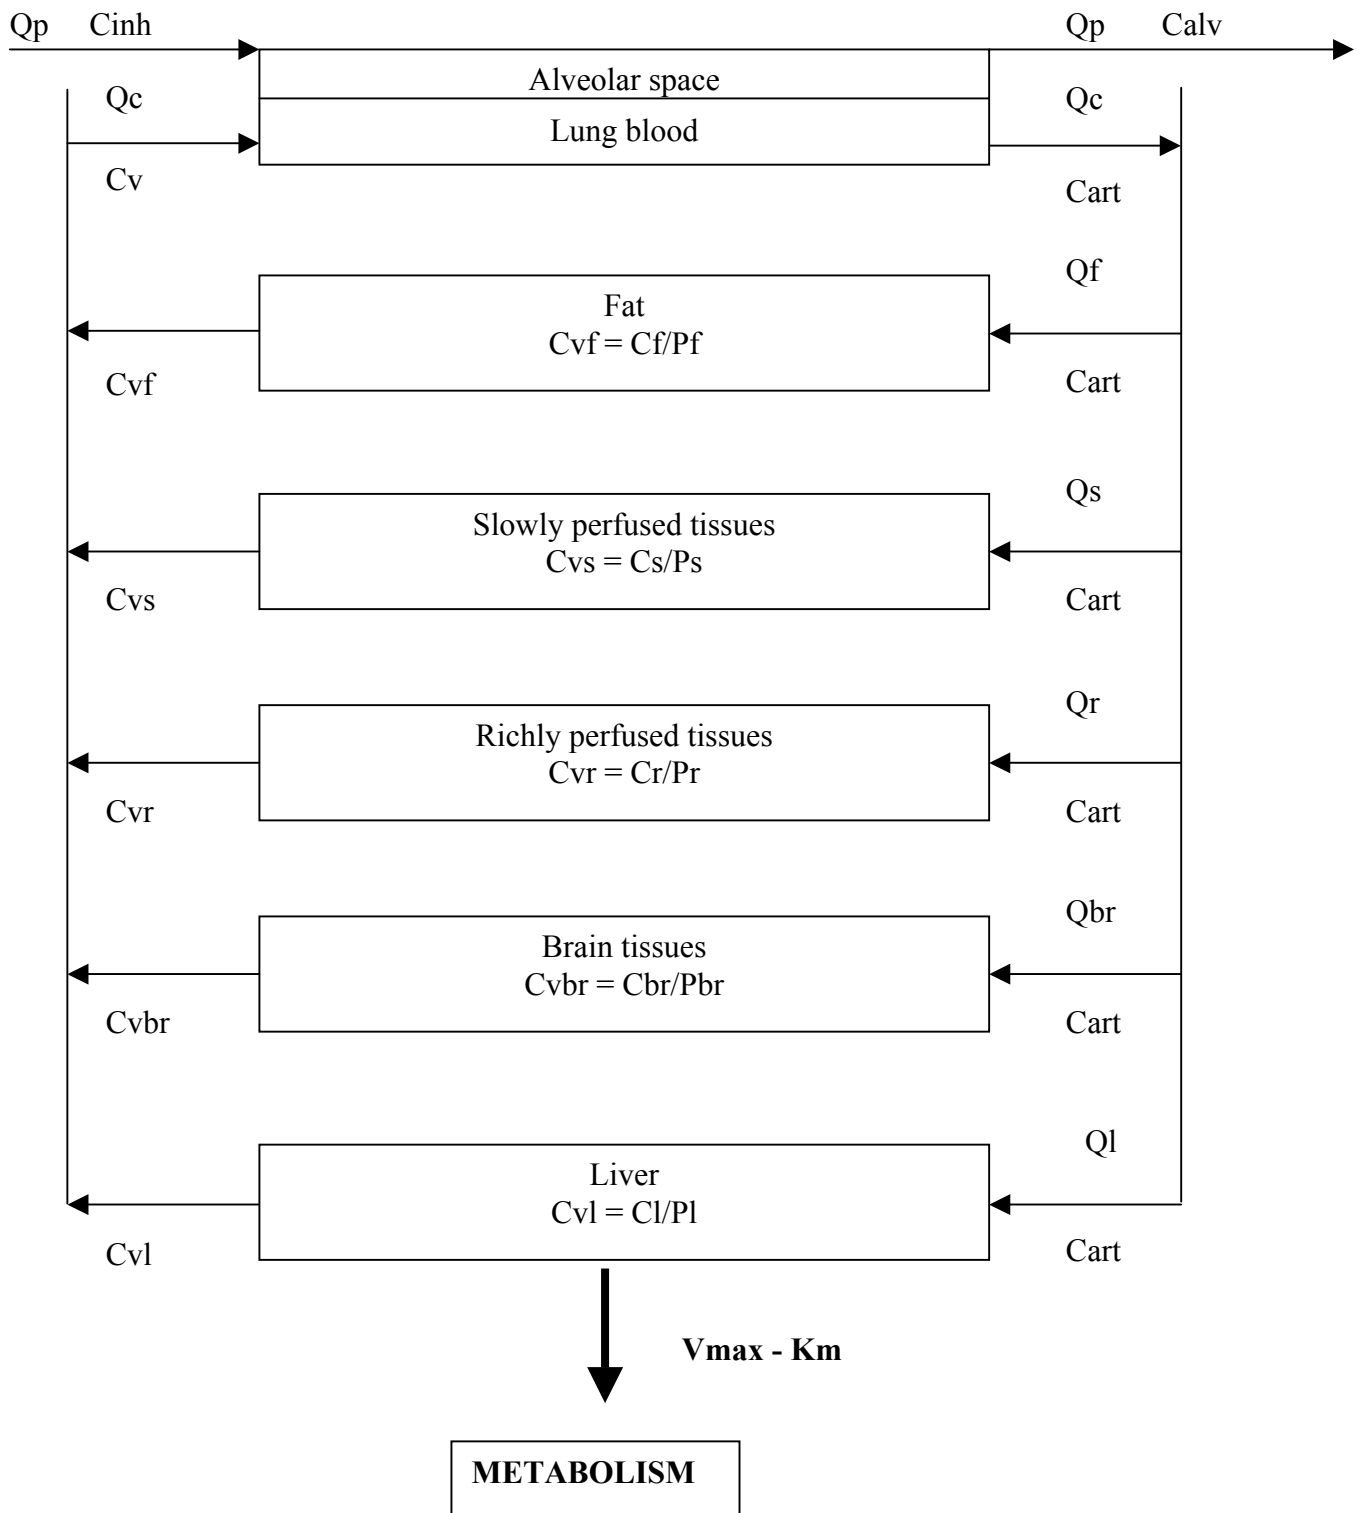 Qp Cinh Qp Calv
Alveolar space
Qc Qc
Lung blood
Cv Cart
Qf
Fat
Cvf = Cf/Pf
Cvf Cart
Qs
Slowly perfused tissues
Cvs = Cs/Ps
Cvs Cart
Qr
Richly perfused tissues
Cvr = Cr/Pr
Cvr Cart
Qbr
Brain tissues
Cvbr = Cbr/Pbr
Cvbr Cart
Ql
Liver
Cvl = Cl/Pl
Cvl Cart
Vmax - Km
METABOLISM